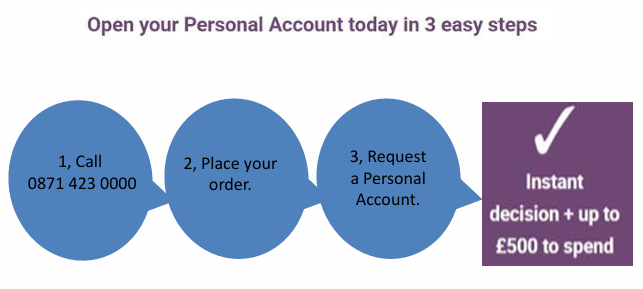 Open your Personal Account today in 3 easy steps
1, Call
0871 423 0000
2, Place your
order.
3, Request
a Personal
Account.
Instant
decision + up to
£500 to spend